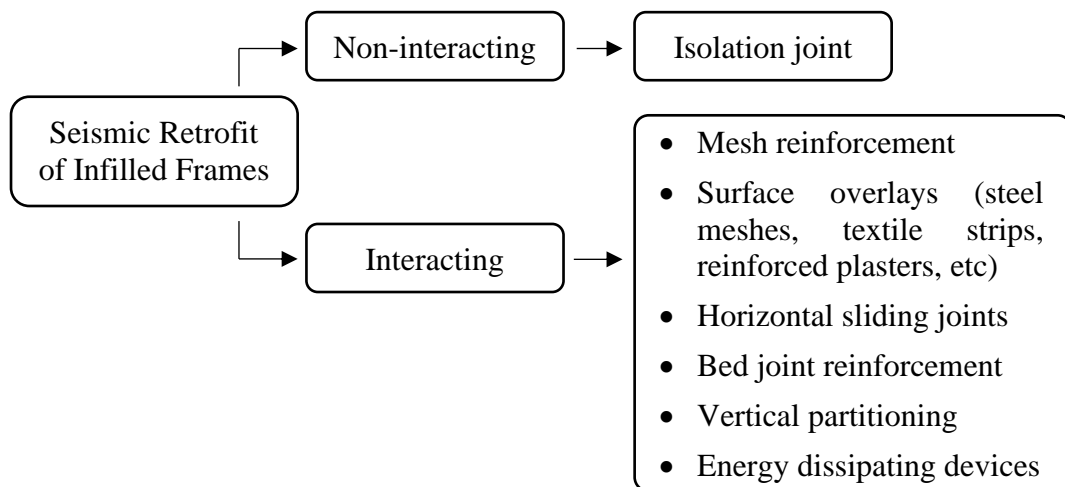 Non-interacting
Isolation joint
Seismic Retrofit
of Infilled Frames
Interacting
• Mesh reinforcement
• Surface overlays (steel
meshes, textile strips,
reinforced plasters, etc)
• Horizontal sliding joints
• Bed joint reinforcement
• Vertical partitioning
• Energy dissipating devices